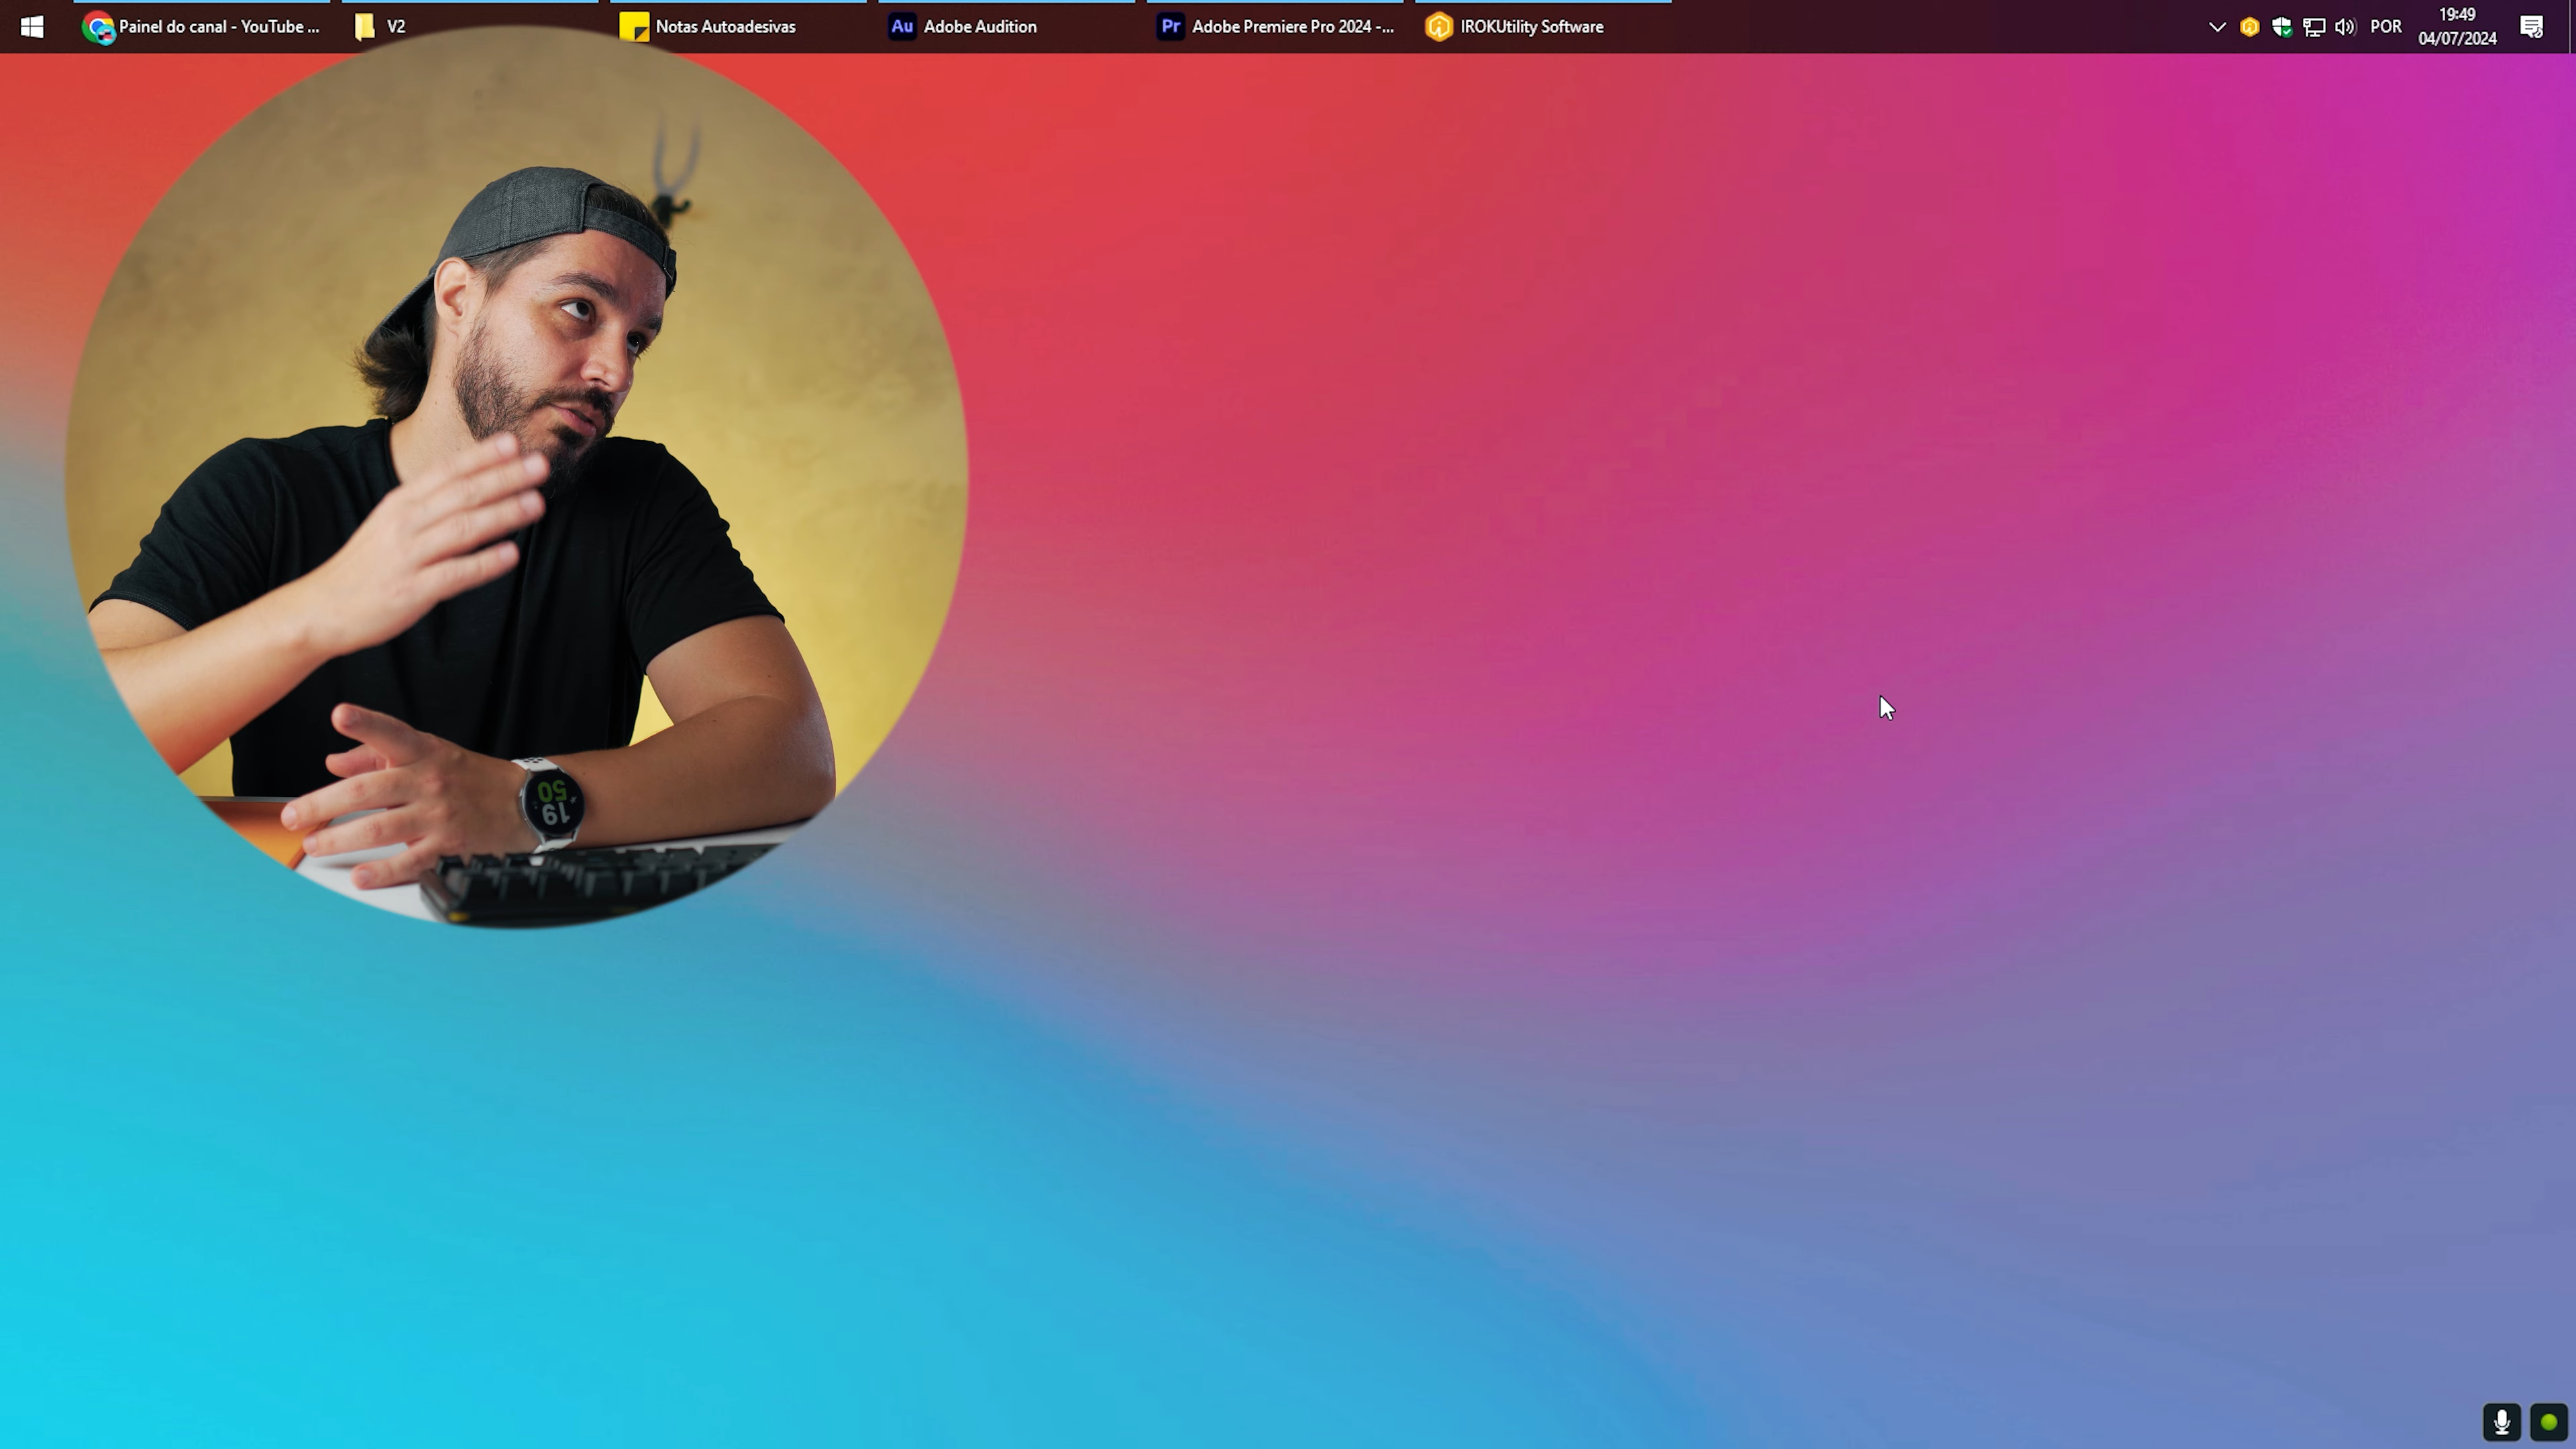 Painel do canal - YouTube ...
V2
Notas Autoadesivas
Au Adobe Audition
Pr Adobe Premiere Pro 2024 -...
IROKUtility Software
POR
19:49
04/07/2024
19
50